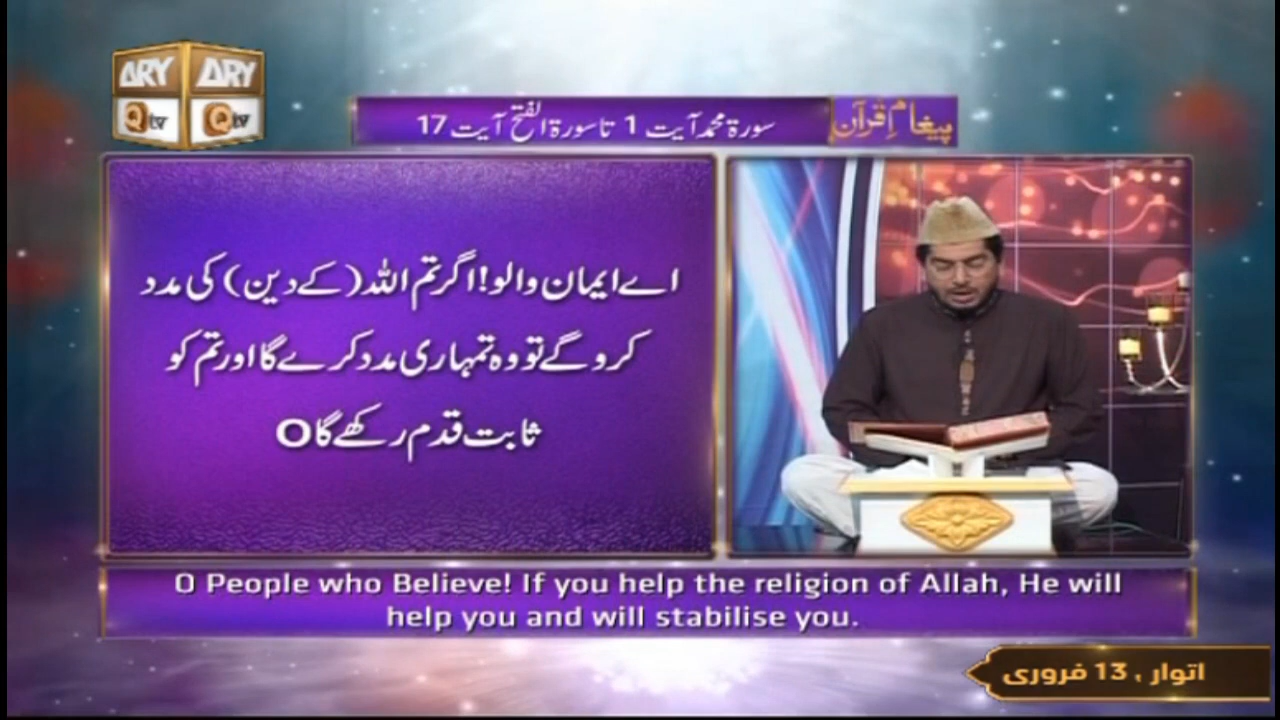 ARY ARY
Qtv Qtv
پیغامِ قرآن
سورۃ محمد آیت 1 تا سورۃ الفتح آیت 17
اے ایمان والو! اگر تم اللہ (کے دین) کی مدد
کرو گے تو وہ تمہاری مدد کرے گا اور تم کو
ثابت قدم رکھے گا O
O People who Believe! If you help the religion of Allah, He will
help you and will stabilise you.
اتوار، 13 فروری